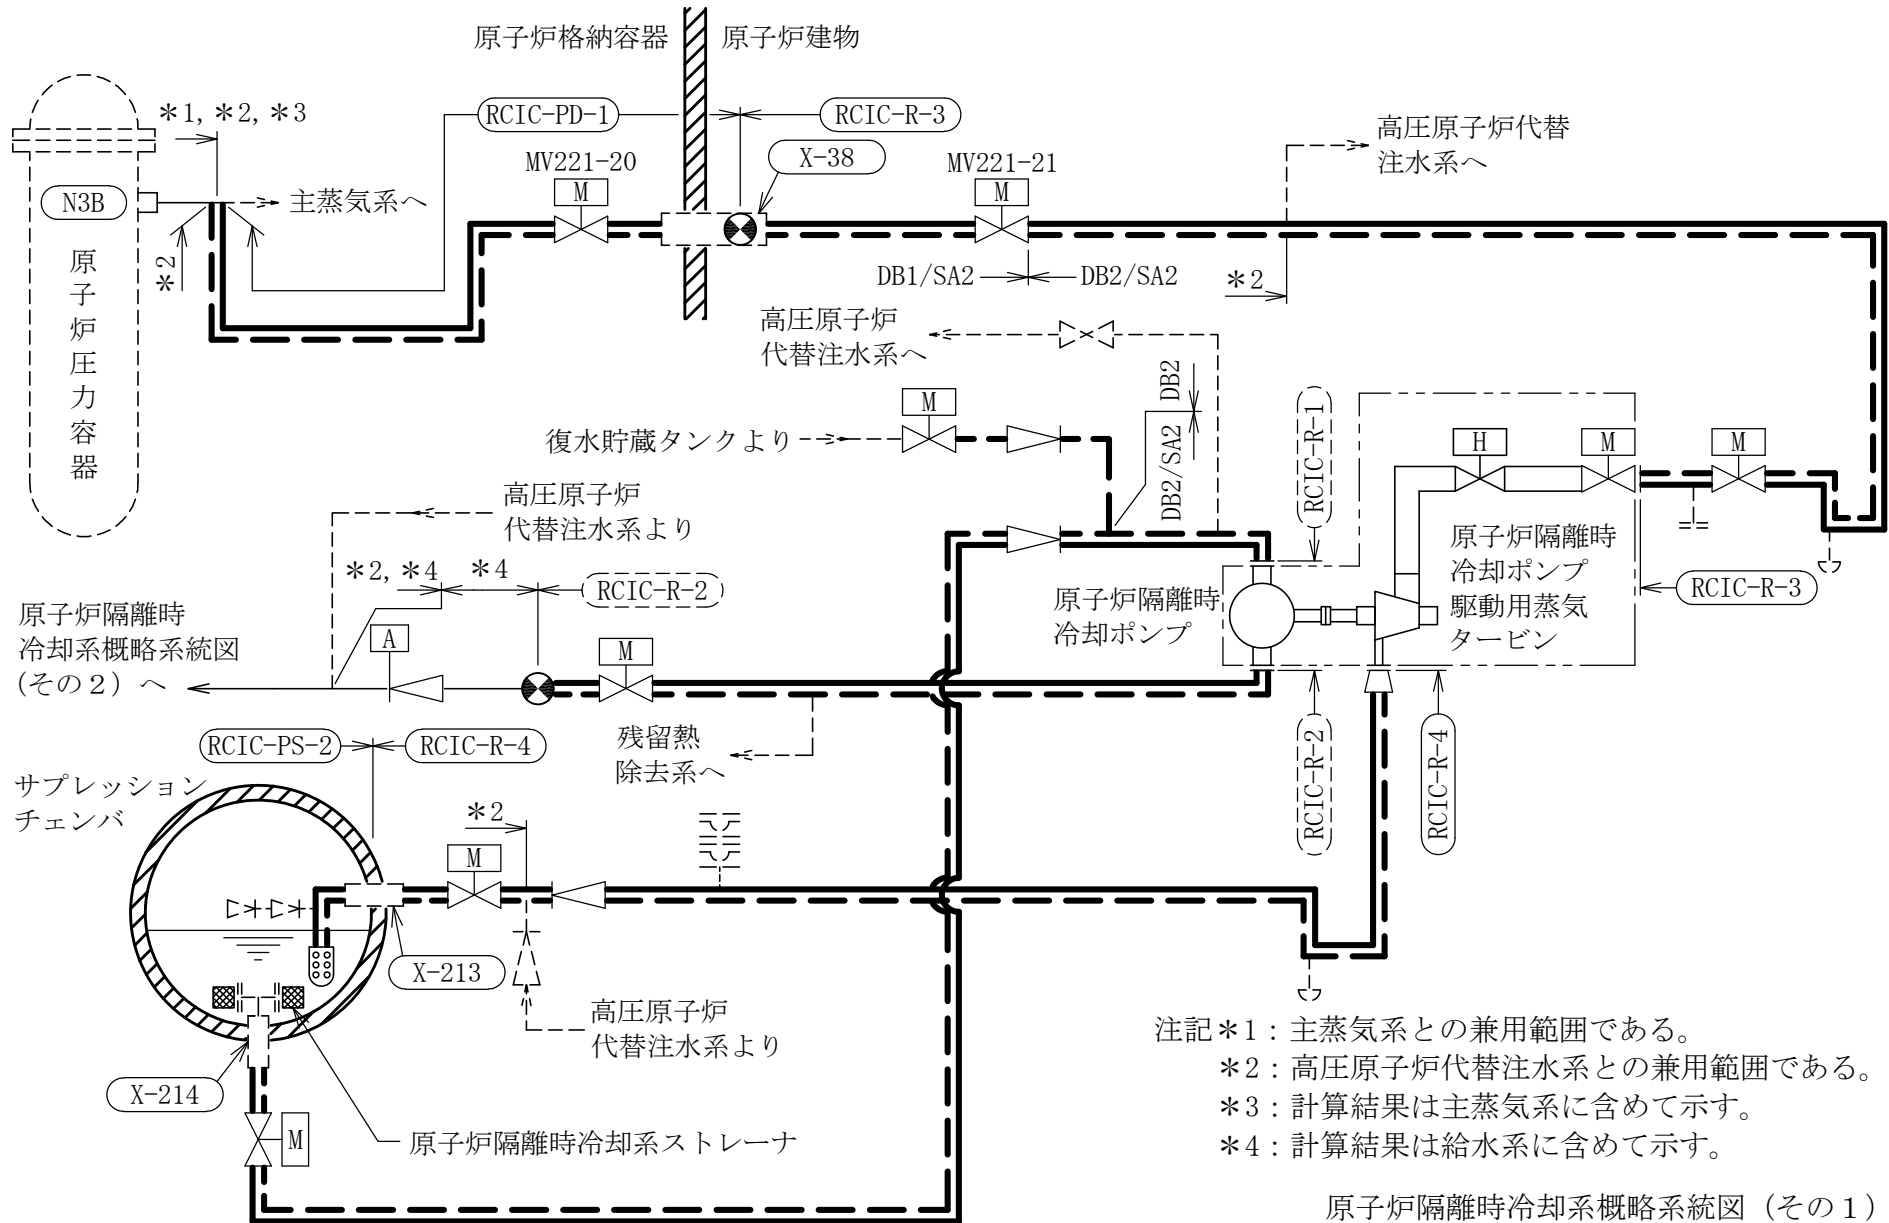 原子炉格納容器
原子炉建物
*1, *2, *3
RCIC-PD-1
RCIC-R-3
X-38
MV221-20
M
MV221-21
M
高圧原子炉代替
注水系へ
N3B
主蒸気系へ
原子炉圧力容器
*2
DB1/SA2
DB2/SA2
*2
高圧原子炉
代替注水系へ
DB2
DB2/SA2
M
復水貯蔵タンクより
RCIC-R-1
H
M
M
高圧原子炉
代替注水系より
*2, *4
*4
RCIC-R-2
原子炉隔離時
冷却系概略系統図
(その2) へ
A
M
原子炉隔離時
冷却ポンプ
原子炉隔離時
冷却ポンプ
駆動用蒸気
タービン
RCIC-R-3
RCIC-PS-2
RCIC-R-4
残留熱
除去系へ
RCIC-R-2
RCIC-R-4
サプレッション
チェンバ
*2
M
X-213
高圧原子炉
代替注水系より
X-214
M
原子炉隔離時冷却系ストレーナ
注記*1：主蒸気系との兼用範囲である。
*2：高圧原子炉代替注水系との兼用範囲である。
*3：計算結果は主蒸気系に含めて示す。
*4：計算結果は給水系に含めて示す。
原子炉隔離時冷却系概略系統図（その1）